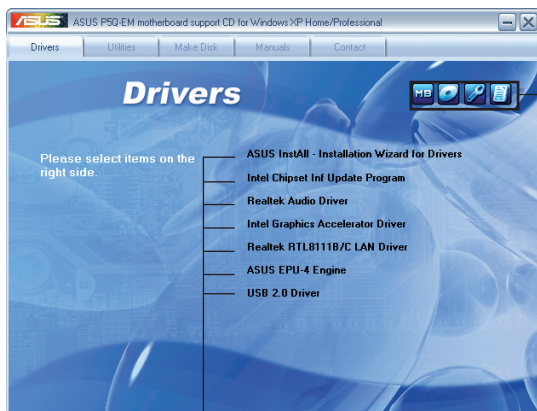 ASUS ASUS P5Q-EM motherboard support CD for Windows XP Home/Professional
Drivers Utilities Make Disk Manuals Contact
Drivers
MB
Please select items on the
right side.
ASUS InstAll - Installation Wizard for Drivers
Intel Chipset Inf Update Program
Realtek Audio Driver
Intel Graphics Accelerator Driver
Realtek RTL8111B/C LAN Driver
ASUS EPU-4 Engine
USB 2.0 Driver